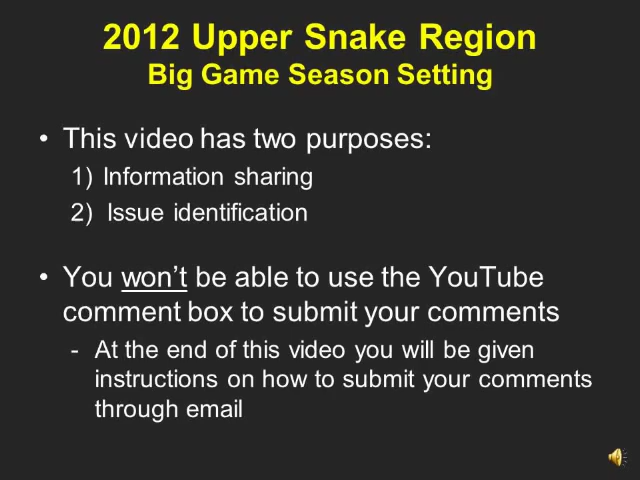 2012 Upper Snake Region
Big Game Season Setting
• This video has two purposes:
1) Information sharing
2) Issue identification
• You won't be able to use the YouTube
comment box to submit your comments
- At the end of this video you will be given
instructions on how to submit your comments
through email